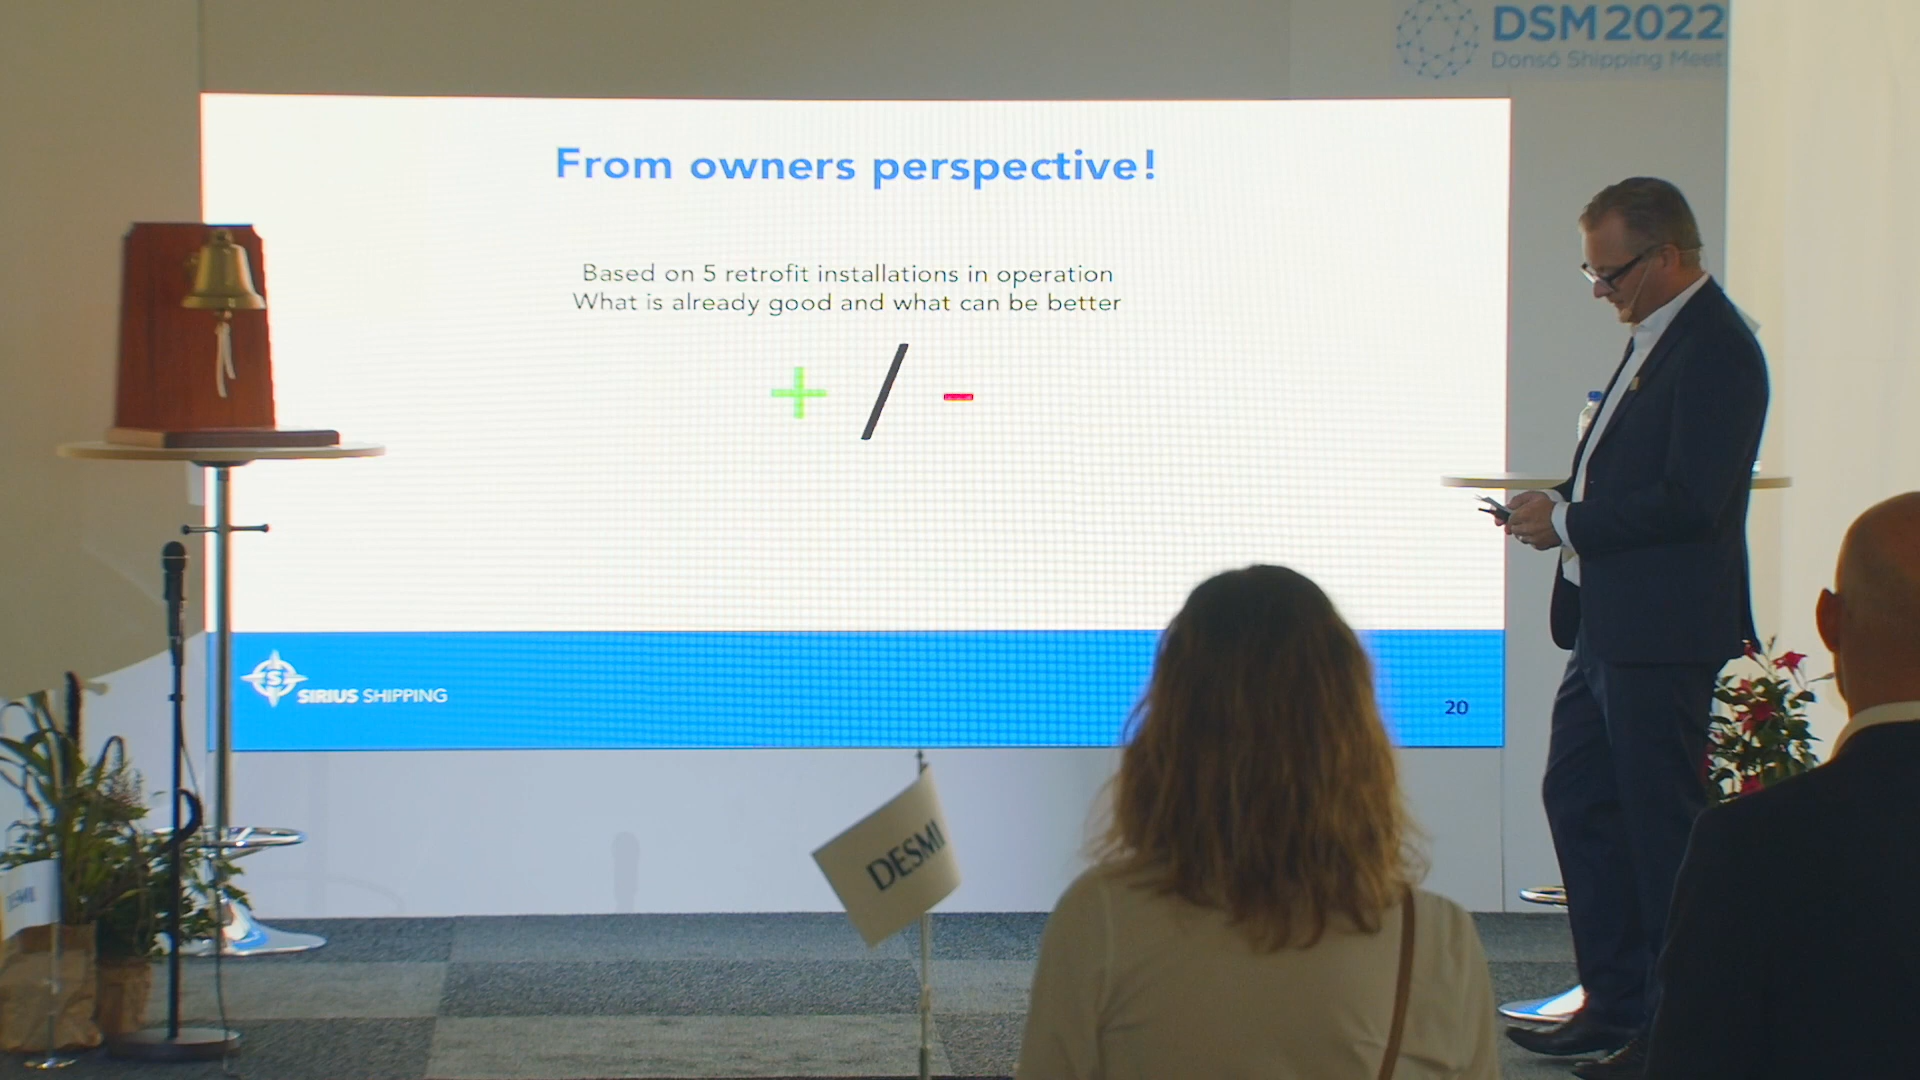 DSM2022
Donsö Shipping Meet
From owners perspective!
Based on 5 retrofit installations in operation
What is already good and what can be better
+ / -
S
SIRIUS SHIPPING
20
DESMI
DESMI